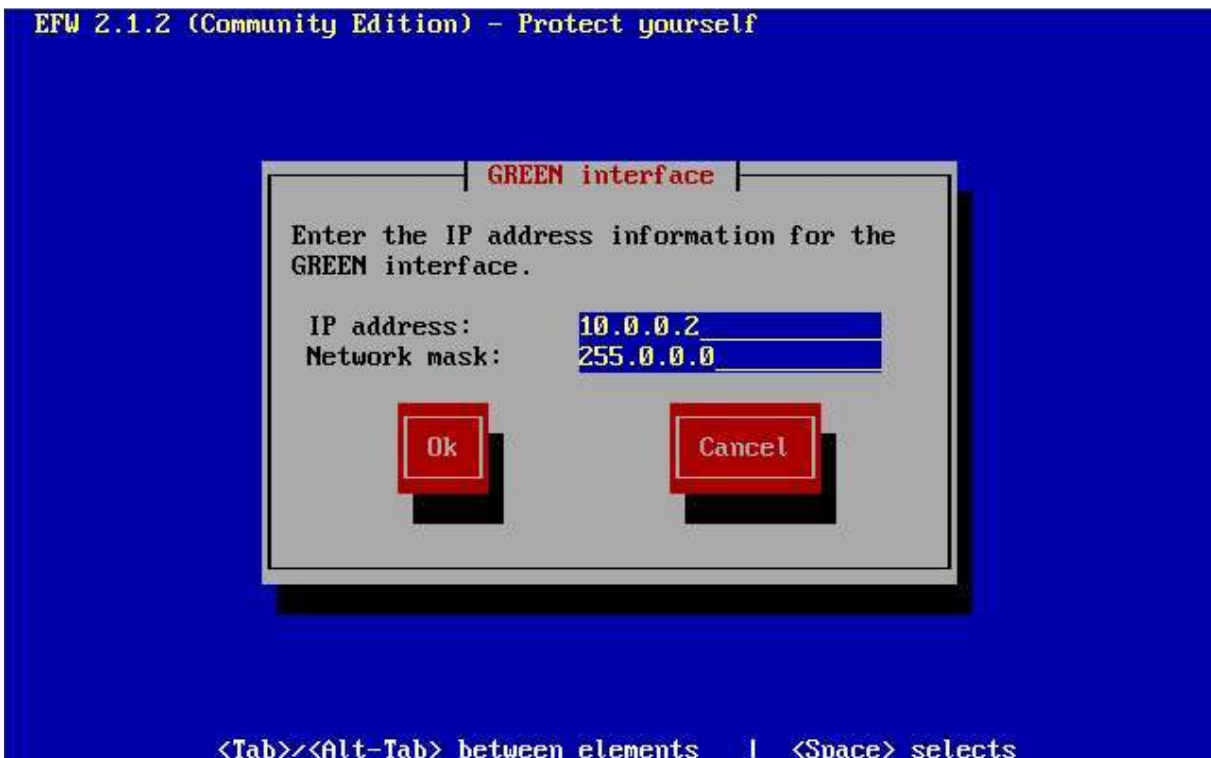 EFW 2.1.2 (Community Edition) - Protect yourself
GREEN interface
Enter the IP address information for the
GREEN interface.
IP address: 10.0.0.2
Network mask: 255.0.0.0
Ok Cancel
<Tab>/<Alt-Tab> between elements | <Space> selects